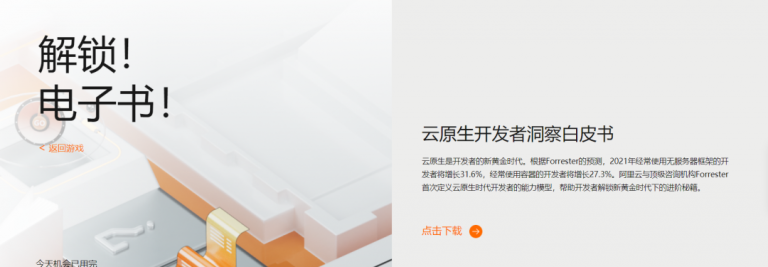 解锁！
电子书！
< 返回游戏
今天机会已用完
云原生开发者洞察白皮书
云原生是开发者的新黄金时代。根据Forrester的预测，2021年经常使用无服务器框架的开
发者将增长31.6%，经常使用容器的开发者将增长27.3%。阿里云与顶级咨询机构Forrester
首次定义云原生时代开发者的能力模型，帮助开发者解锁新黄金时代下的进阶秘籍。
点击下载